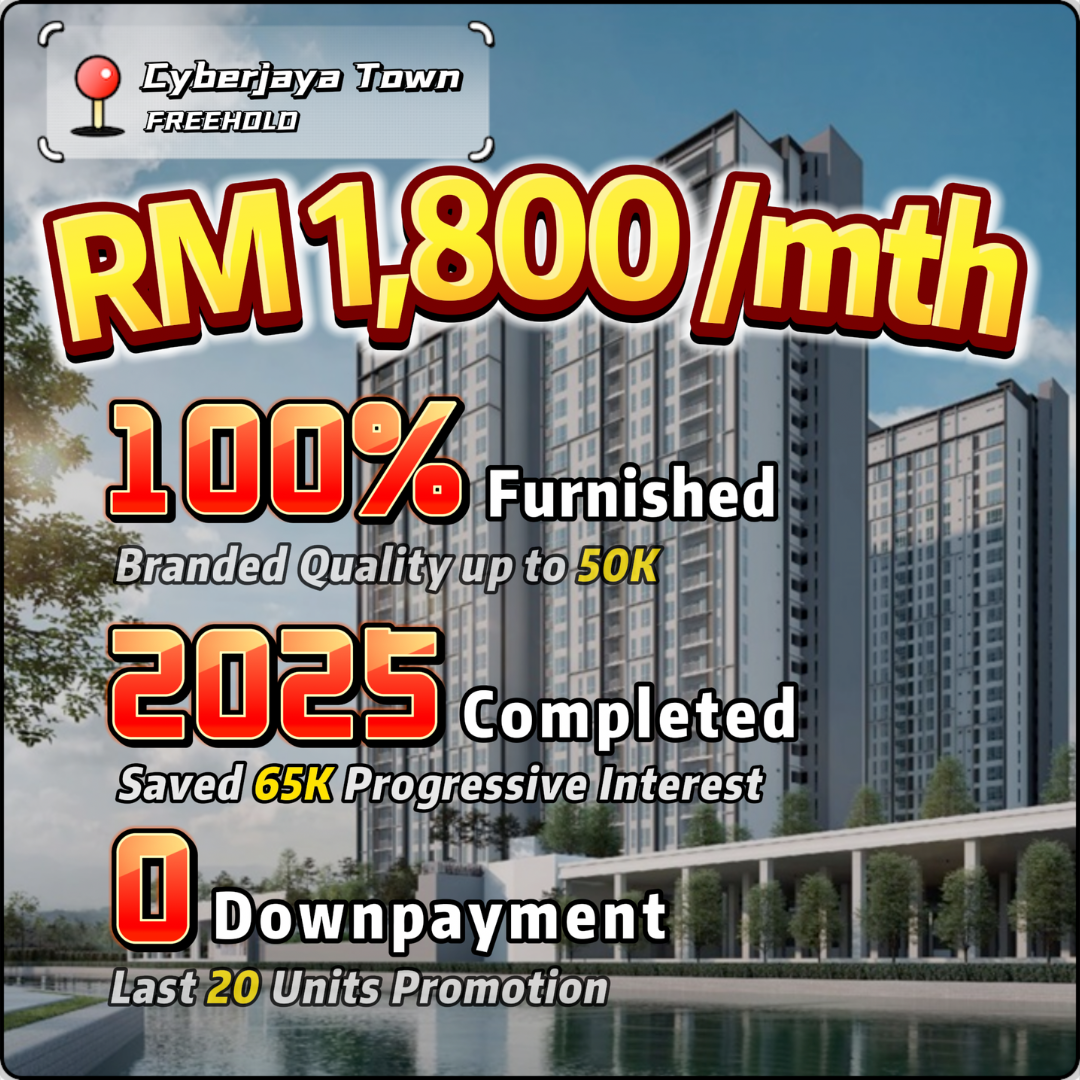 Cyberjaya Town
FREEHOLD
RM 1,800 /mth
100% Furnished
Branded Quality up to 50K
2025 Completed
Saved 65K Progressive Interest
0 Downpayment
Last 20 Units Promotion